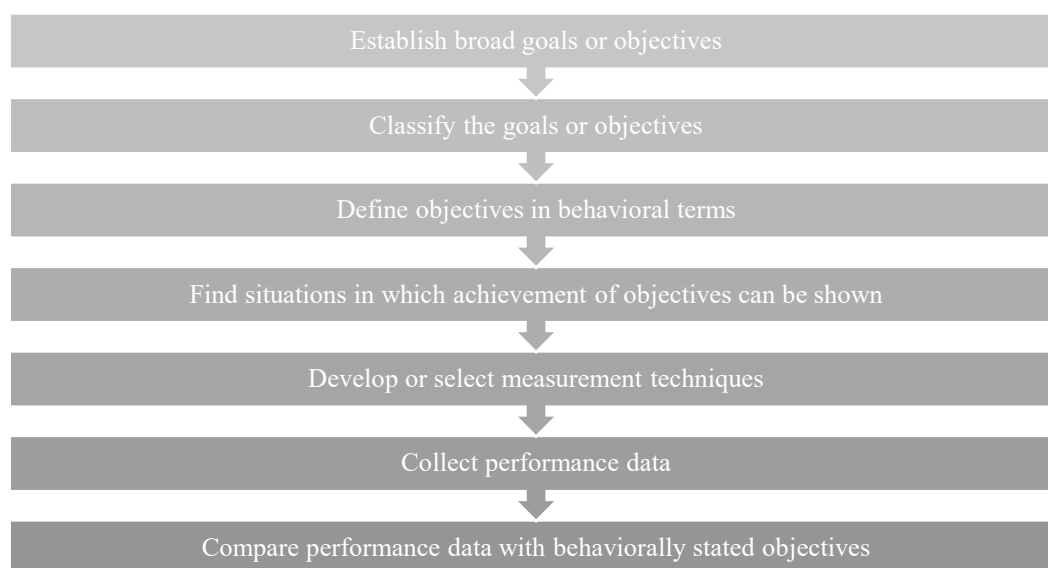 Establish broad goals or objectives
Classify the goals or objectives
Define objectives in behavioral terms
Find situations in which achievement of objectives can be shown
Develop or select measurement techniques
Collect performance data
Compare performance data with behaviorally stated objectives